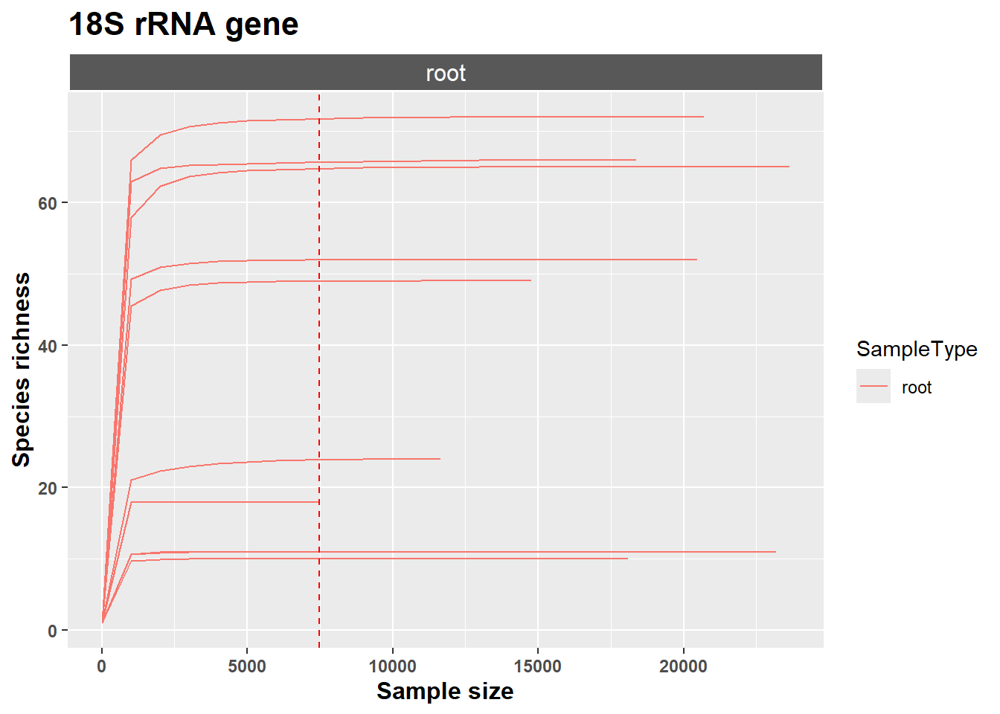 18S rRNA gene
root
Species richness
60
40
20
0
0 5000 10000 15000 20000
Sample size
SampleType
root